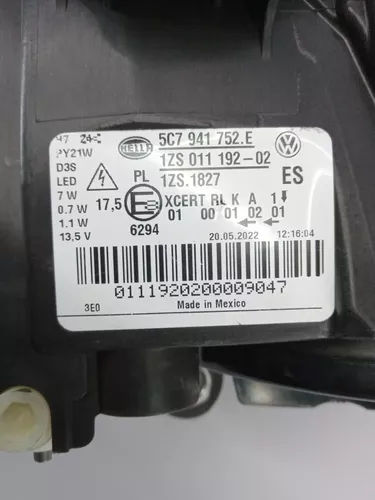 5C7 941 752.E
HELLA
1ZS 011 192-02
PY21W
D3S
LED
PL
1ZS.1827
ES
7 W
0.7 W
1.1 W
13,5 V
17,5
E
XCERT RL K A 1
01 00 01 02 01
6294
20.05.2022 12:16:04
0111920200009047
3E0
Made in Mexico